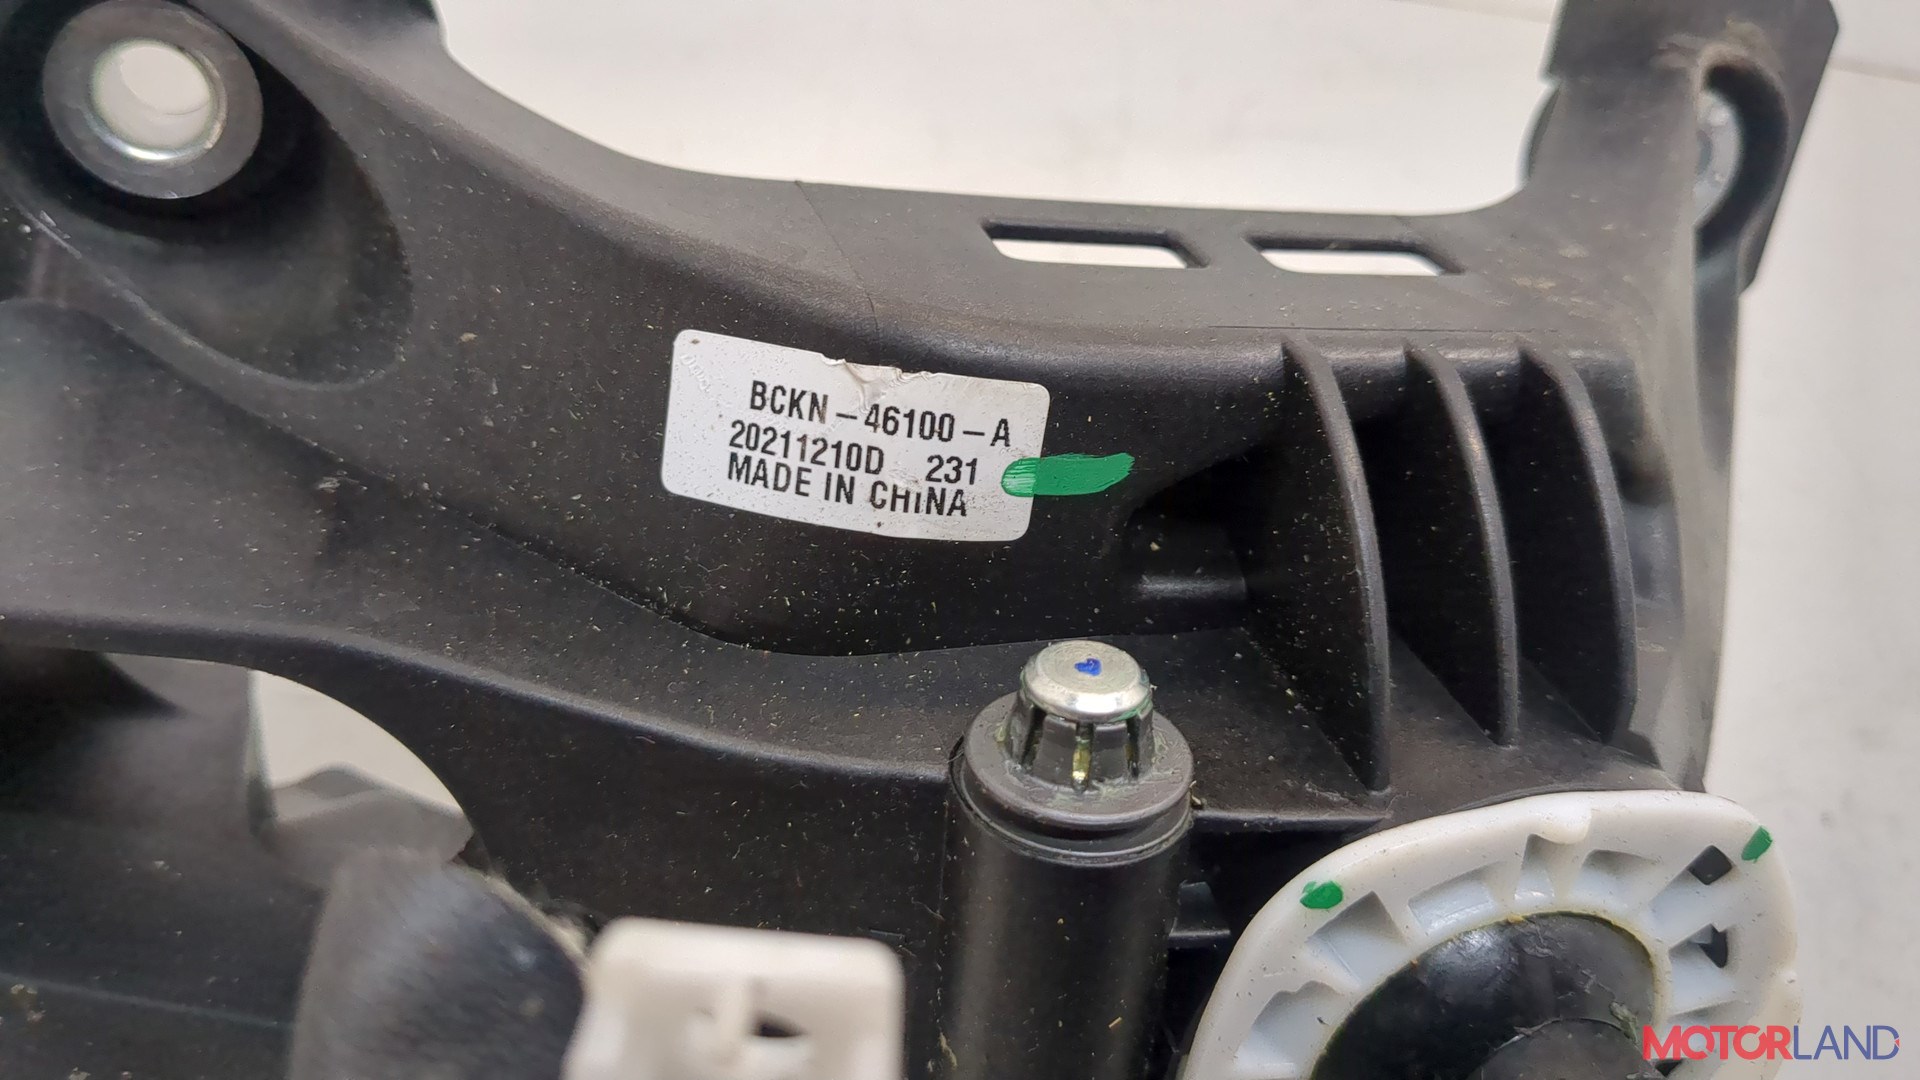 BCKN-46100-A
20211210D 231
MADE IN CHINA
MOTORLAND